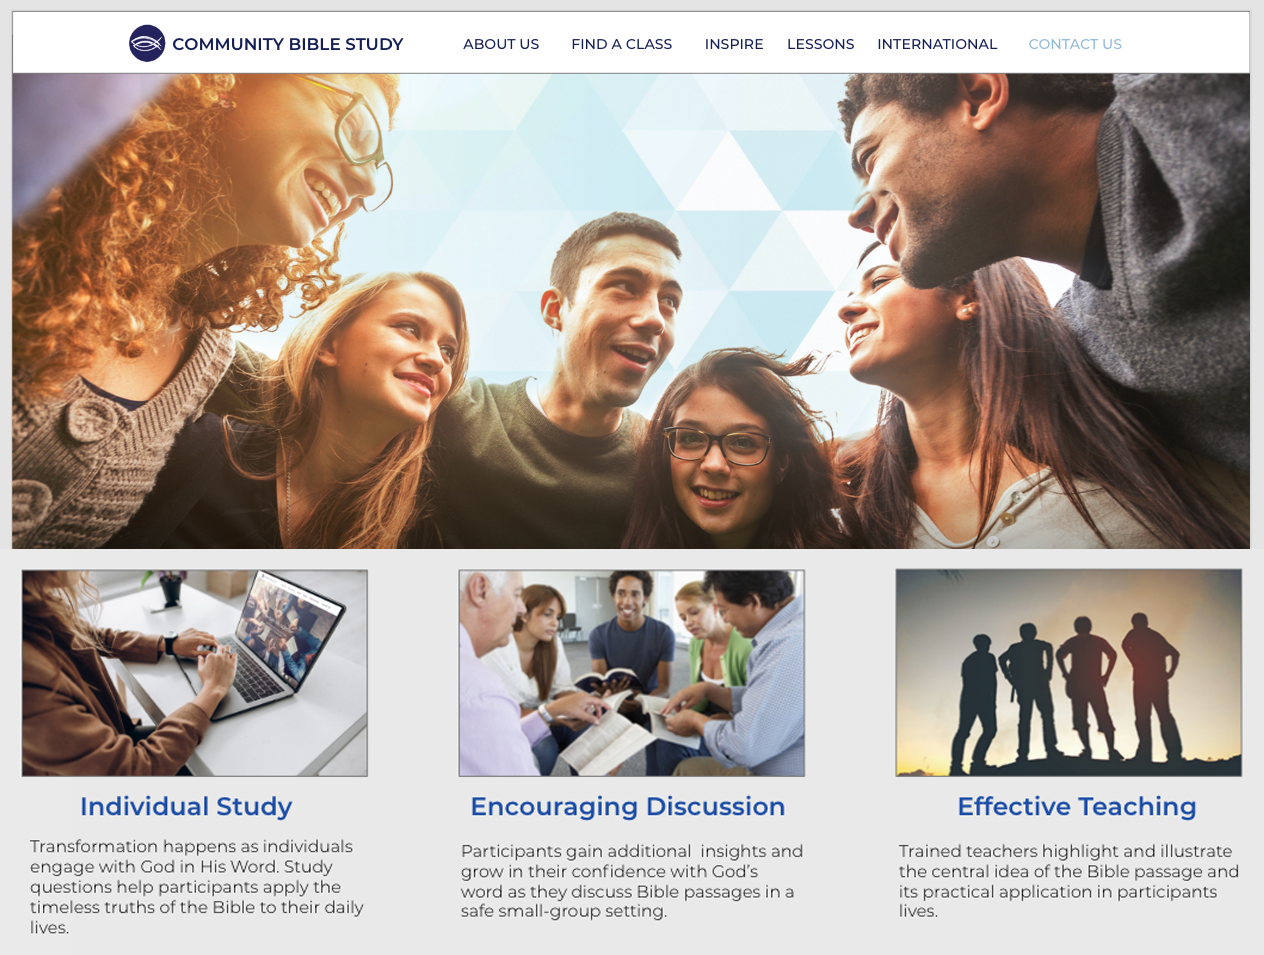 COMMUNITY BIBLE STUDY
ABOUT US
FIND A CLASS
INSPIRE
LESSONS
INTERNATIONAL
CONTACT US
Individual Study
Transformation happens as individuals
engage with God in His Word. Study
questions help participants apply the
timeless truths of the Bible to their daily
lives.
Encouraging Discussion
Participants gain additional  insights and
grow in their confidence with God’s
word as they discuss Bible passages in a
safe small-group setting.
Effective Teaching
Trained teachers highlight and illustrate
the central idea of the Bible passage and
its practical application in participants
lives.